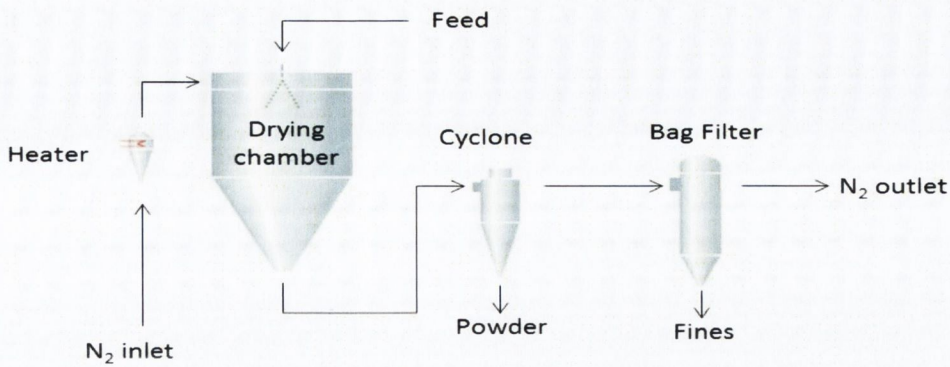 Feed
Drying
chamber
Heater
Cyclone
Bag Filter
N₂ outlet
Powder
Fines
N₂ inlet